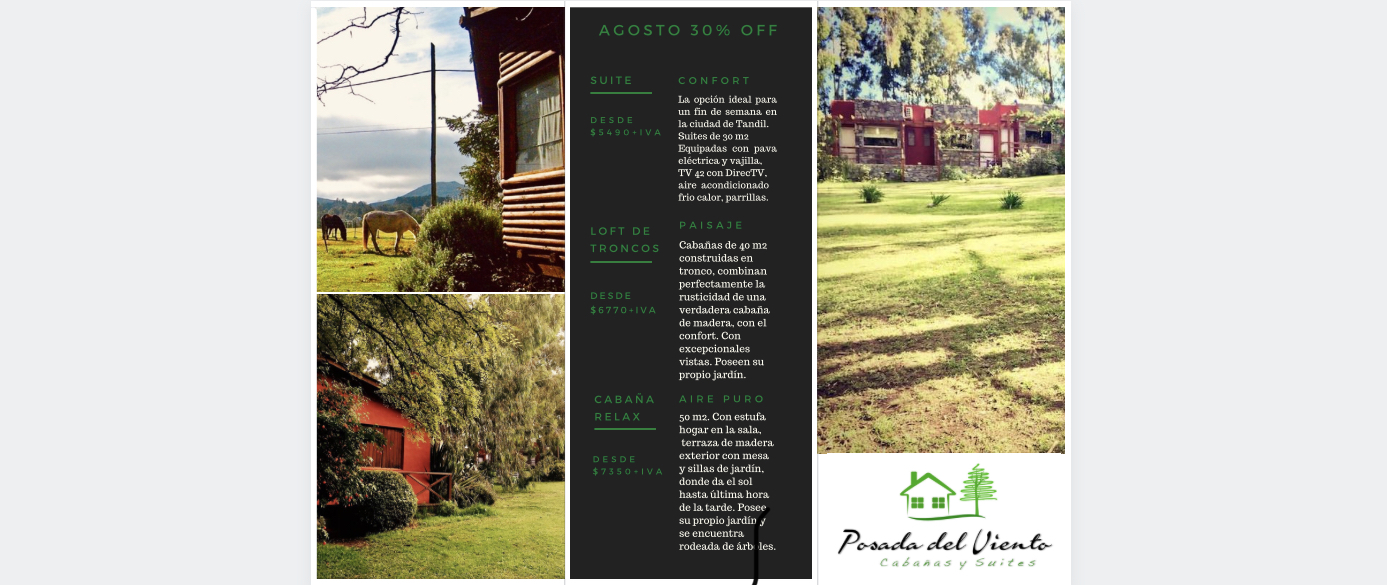 AGOSTO 30% OFF
SUITE
DESDE
$5490+IVA
CONFORT
La opción ideal para
un fin de semana en
la ciudad de Tandil.
Suites de 30 m2
Equipadas con pava
eléctrica y vajilla,
TV 42 con DirecTV,
aire acondicionado
frio calor, parrillas.
LOFT DE
TRONCOS
DESDE
$6770+IVA
PAISAJE
Cabañas de 40 m2
construidas en
tronco, combinan
perfectamente la
rusticidad de una
verdadera cabaña
de madera, con el
confort. Con
excepcionales
vistas. Poseen su
propio jardín.
CABAÑA
RELAX
DESDE
$7350+IVA
AIRE PURO
50 m2. Con estufa
hogar en la sala,
terraza de madera
exterior con mesa
y sillas de jardín,
donde da el sol
hasta última hora
de la tarde. Posee
su propio jardín y
se encuentra
rodeada de árboles.
Posada del Viento
Cabañas y Suites